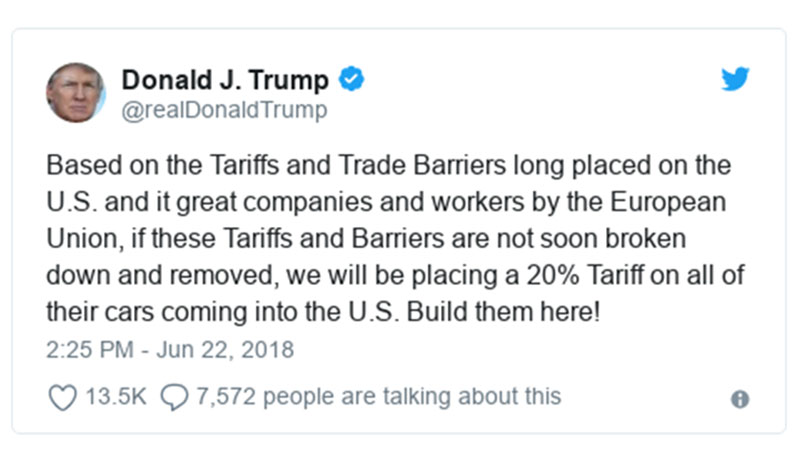 Donald J. Trump
@realDonaldTrump
Based on the Tariffs and Trade Barriers long placed on the
U.S. and it great companies and workers by the European
Union, if these Tariffs and Barriers are not soon broken
down and removed, we will be placing a 20% Tariff on all of
their cars coming into the U.S. Build them here!
2:25 PM - Jun 22, 2018
13.5K 7,572 people are talking about this